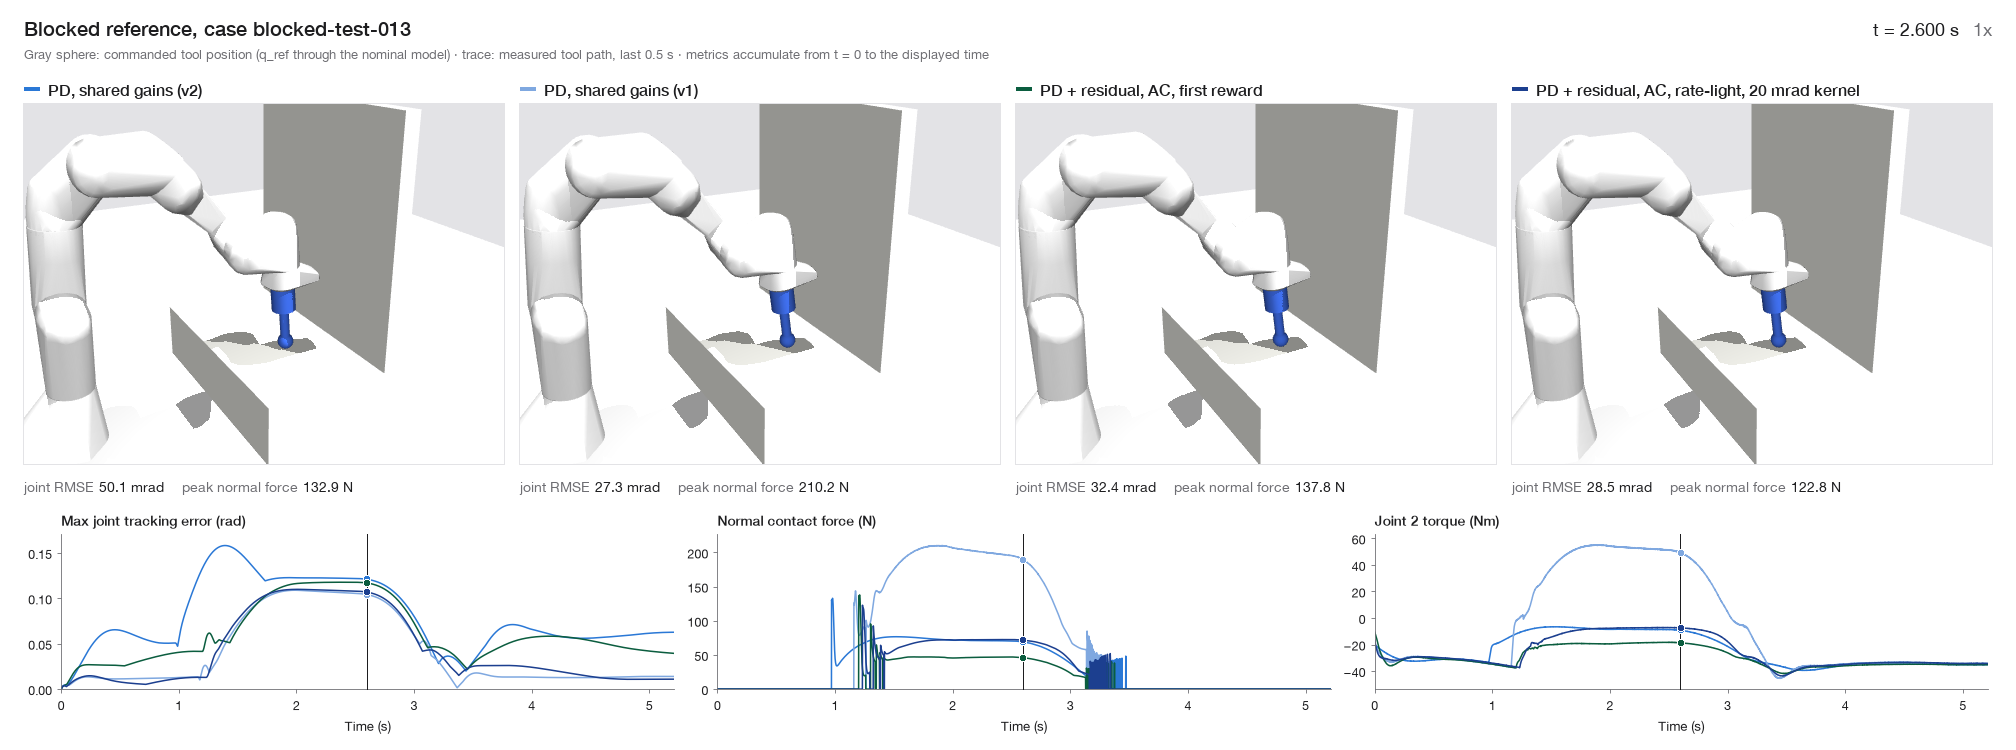 Blocked reference, case blocked-test-013
t = 2.600 s 1x
Gray sphere: commanded tool position (q_ref through the nominal model) · trace: measured tool path, last 0.5 s · metrics accumulate from t = 0 to the displayed time
PD, shared gains (v2)
PD, shared gains (v1)
PD + residual, AC, first reward
PD + residual, AC, rate-light, 20 mrad kernel
joint RMSE 50.1 mrad peak normal force 132.9 N
joint RMSE 27.3 mrad peak normal force 210.2 N
joint RMSE 32.4 mrad peak normal force 137.8 N
joint RMSE 28.5 mrad peak normal force 122.8 N
Max joint tracking error (rad)
0.15
0.10
0.05
0.00
0 1 2 3 4 5
Time (s)
Normal contact force (N)
200
150
100
50
0
0 1 2 3 4 5
Time (s)
Joint 2 torque (Nm)
60
40
20
0
−20
−40
0 1 2 3 4 5
Time (s)